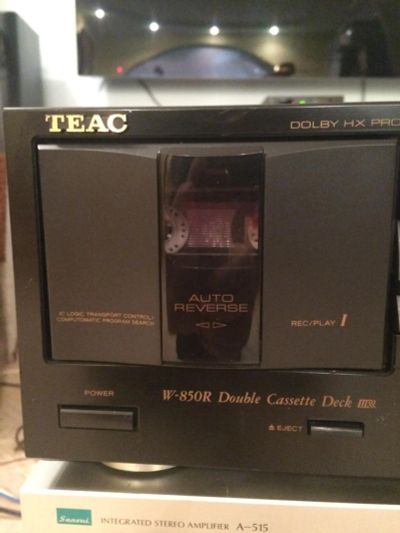 TEAC
DOLBY HX PRO
AUTO
REVERSE
IC LOGIC TRANSPORT CONTROL
COMPUTOMATIC PROGRAM SEARCH
REC/PLAY I
POWER
W-850R Double Cassette Deck
EJECT
Sansui INTEGRATED STEREO AMPLIFIER A-515